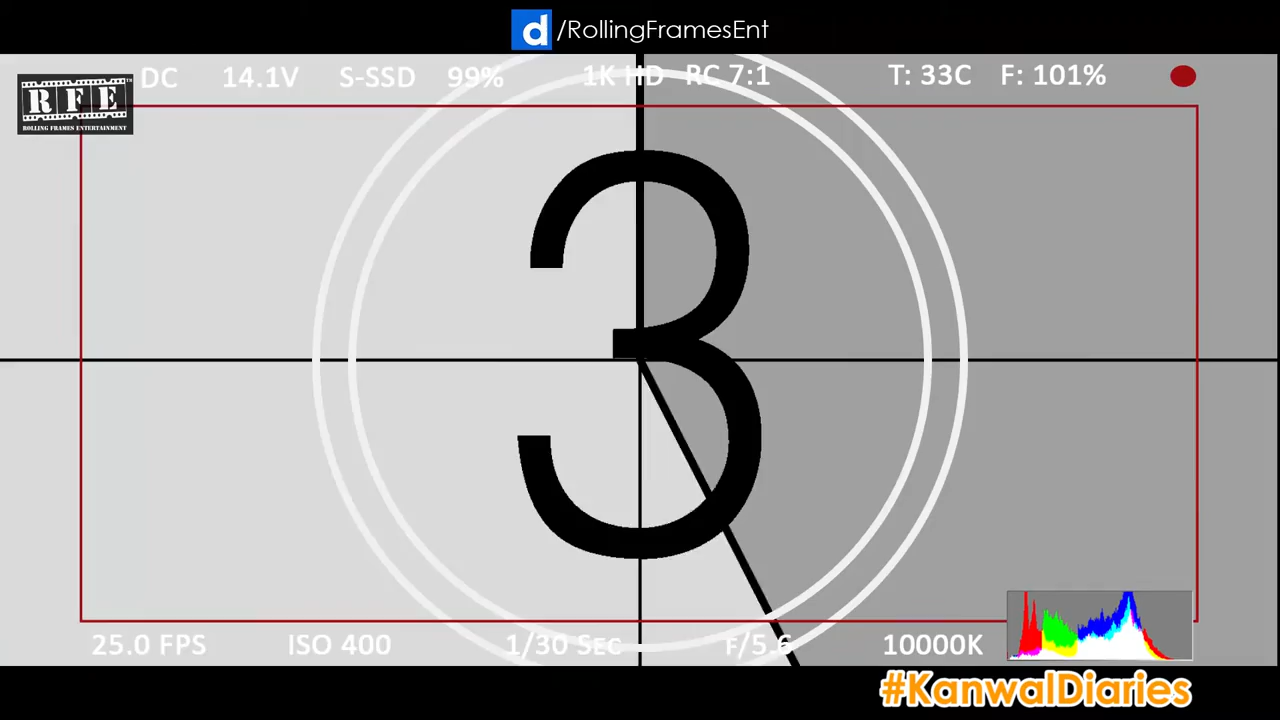 d /RollingFramesEnt
DC 14.1V S-SSD 99% 1K HD RC 7:1 T: 33C F: 101%
RFE™
ROLLING FRAMES ENTERTAINMENT
3
25.0 FPS ISO 400 1/30 Sec F/5.6 10000K
#KanwalDiaries